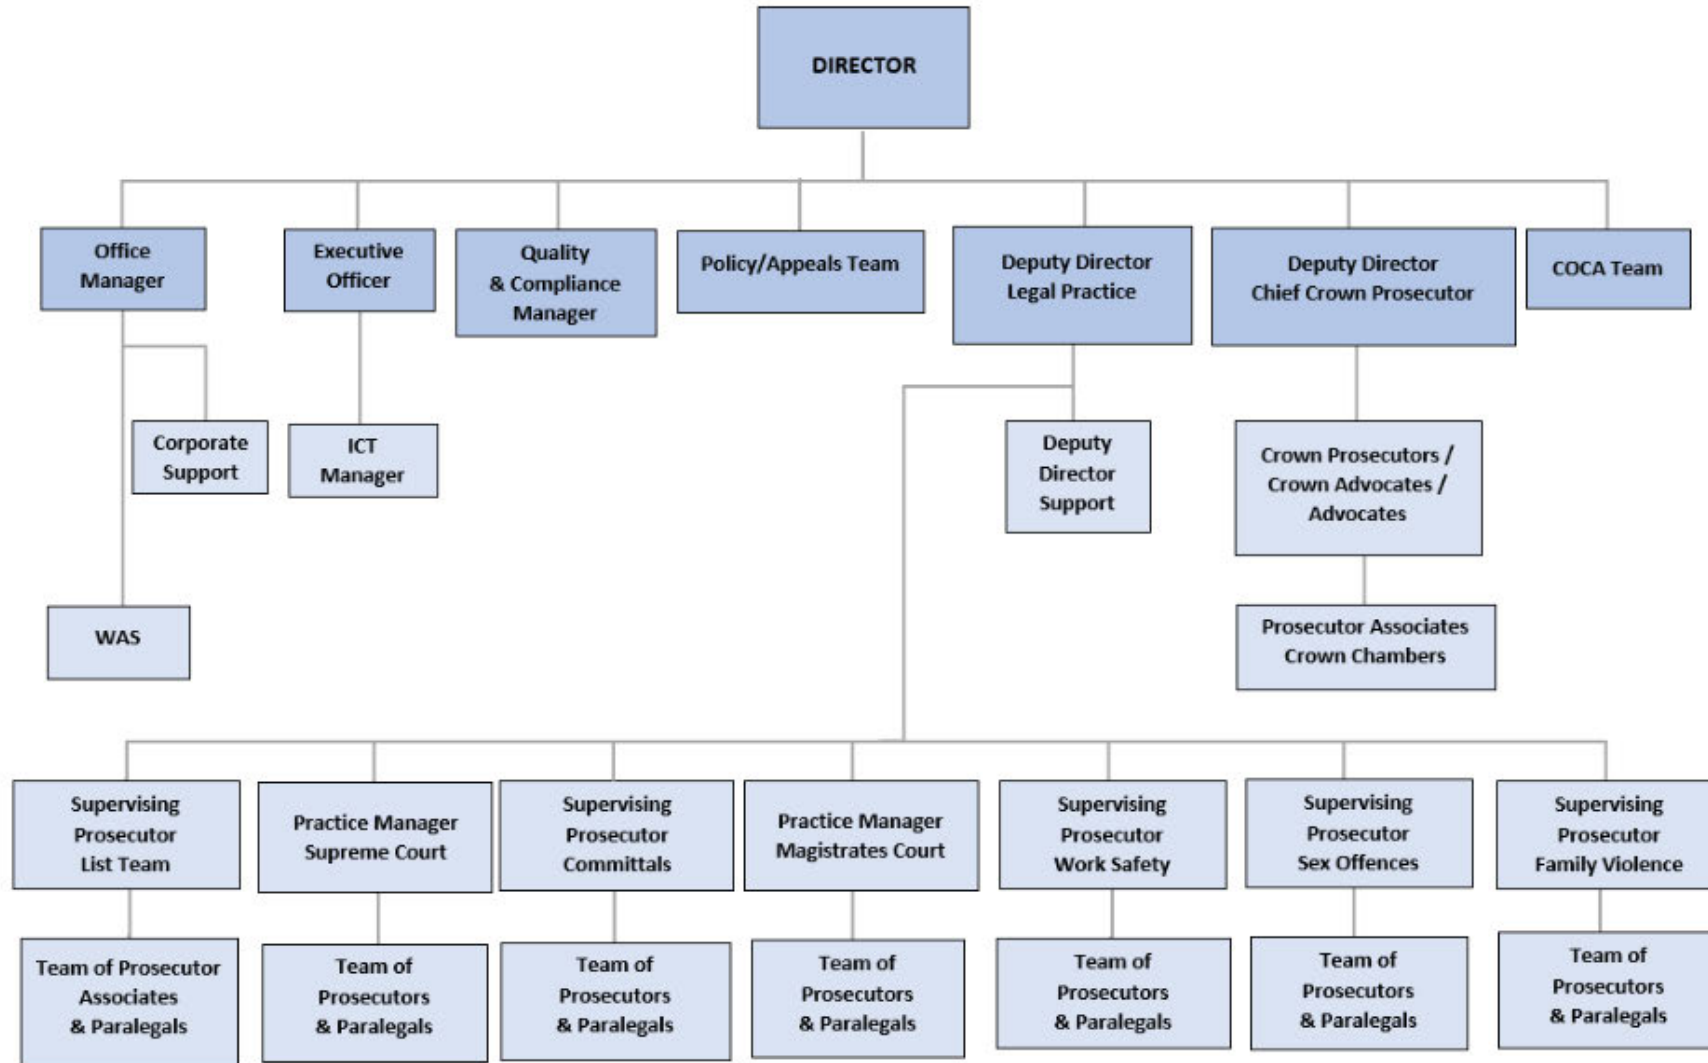 DIRECTOR
Office
Manager
Executive
Officer
Quality
& Compliance
Manager
Policy/Appeals Team
Deputy Director
Legal Practice
Deputy Director
Chief Crown Prosecutor
COCA Team
Corporate
Support
ICT
Manager
Deputy
Director
Support
Crown Prosecutors /
Crown Advocates /
Advocates
WAS
Prosecutor Associates
Crown Chambers
Supervising
Prosecutor
List Team
Practice Manager
Supreme Court
Supervising
Prosecutor
Committals
Practice Manager
Magistrates Court
Supervising
Prosecutor
Work Safety
Supervising
Prosecutor
Sex Offences
Supervising
Prosecutor
Family Violence
Team of Prosecutor
Associates
& Paralegals
Team of
Prosecutors
& Paralegals
Team of
Prosecutors
& Paralegals
Team of
Prosecutors
& Paralegals
Team of
Prosecutors
& Paralegals
Team of
Prosecutors
& Paralegals
Team of
Prosecutors
& Paralegals